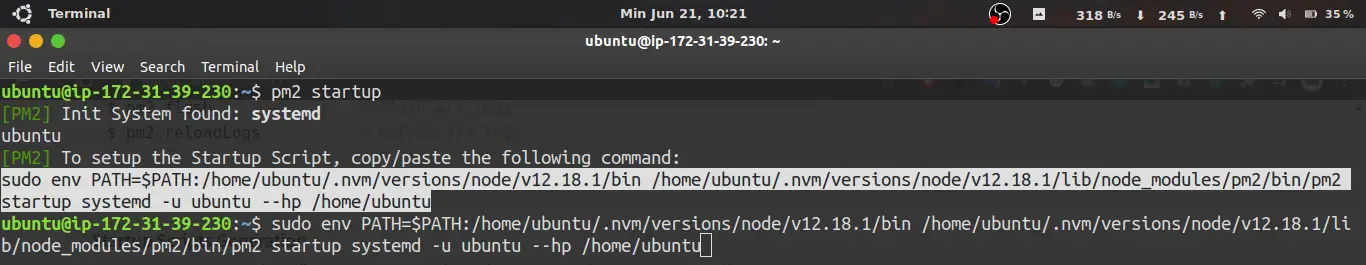 Terminal
Min Jun 21, 10:21
318 B/s
245 B/s
35 %
ubuntu@ip-172-31-39-230: ~
File Edit View Search Terminal Help
ubuntu@ip-172-31-39-230:~$ pm2 startup
[PM2] Init System found: systemd
ubuntu
$ pm2 reloadLogs
[PM2] To setup the Startup Script, copy/paste the following command:
sudo env PATH=$PATH:/home/ubuntu/.nvm/versions/node/v12.18.1/bin /home/ubuntu/.nvm/versions/node/v12.18.1/lib/node_modules/pm2/bin/pm2
startup systemd -u ubuntu --hp /home/ubuntu
ubuntu@ip-172-31-39-230:~$ sudo env PATH=$PATH:/home/ubuntu/.nvm/versions/node/v12.18.1/bin /home/ubuntu/.nvm/versions/node/v12.18.1/li
b/node_modules/pm2/bin/pm2 startup systemd -u ubuntu --hp /home/ubuntu